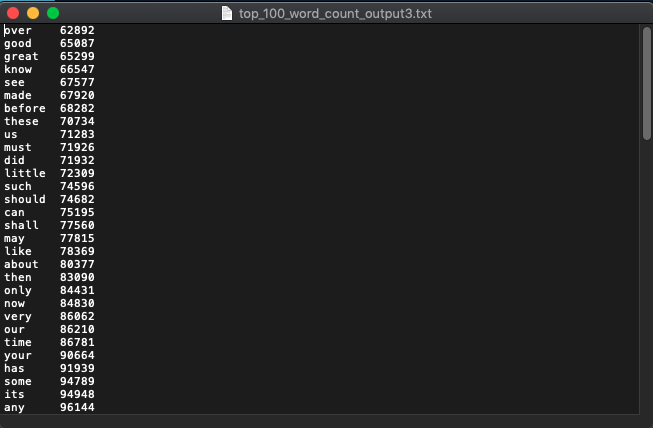 top_100_word_count_output3.txt
over 62892
good 65087
great 65299
know 66547
see 67577
made 67920
before 68282
these 70734
us 71283
must 71926
did 71932
little 72309
such 74596
should 74682
can 75195
shall 77560
may 77815
like 78369
about 80377
then 83090
only 84431
now 84830
very 86062
our 86210
time 86781
your 90664
has 91939
some 94789
its 94948
any 96144